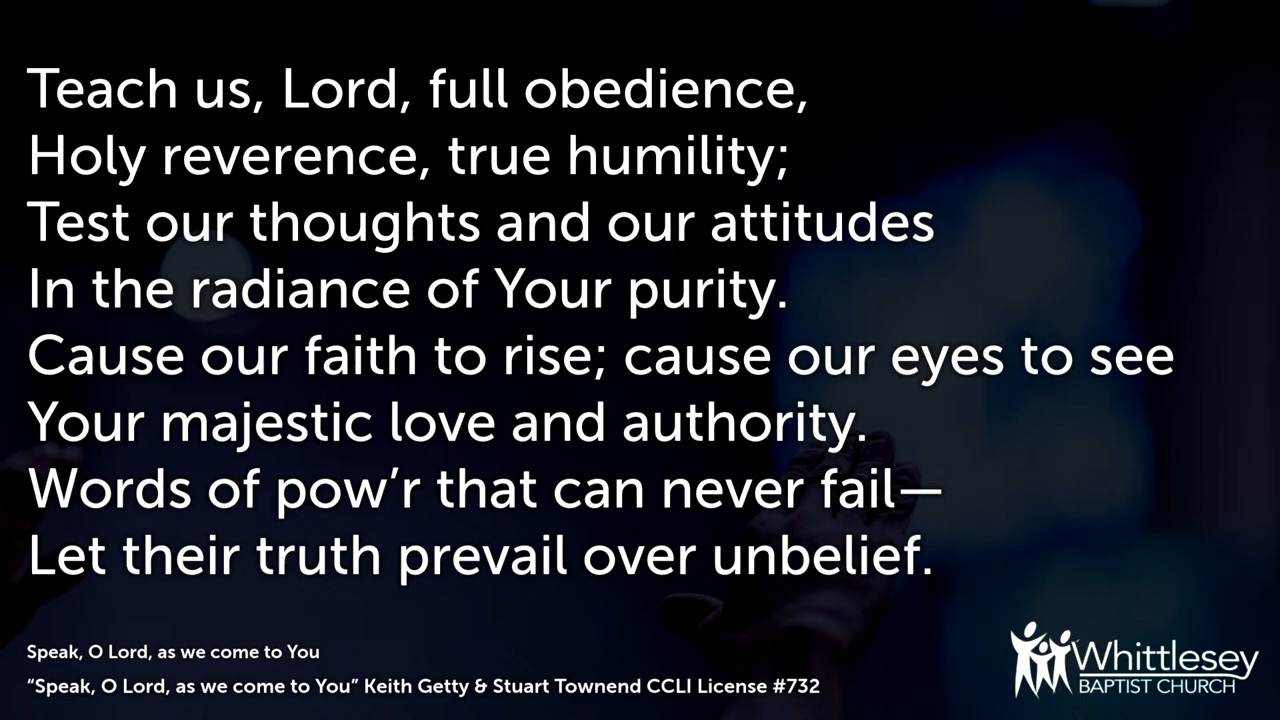 Teach us, Lord, full obedience,
Holy reverence, true humility;
Test our thoughts and our attitudes
In the radiance of Your purity.
Cause our faith to rise; cause our eyes to see
Your majestic love and authority.
Words of pow’r that can never fail—
Let their truth prevail over unbelief.
Speak, O Lord, as we come to You
“Speak, O Lord, as we come to You” Keith Getty & Stuart Townend CCLI License #732
Whittlesey
BAPTIST CHURCH